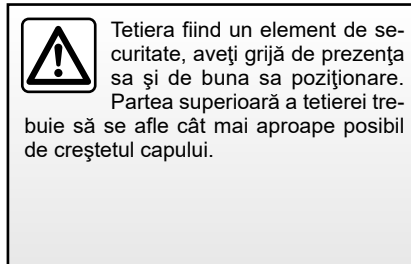 Tetiera fiind un element de se-
curitate, aveţi grijă de prezenţa
sa şi de buna sa poziţionare.
Partea superioară a tetierei tre-
buie să se afle cât mai aproape posibil
de creştetul capului.